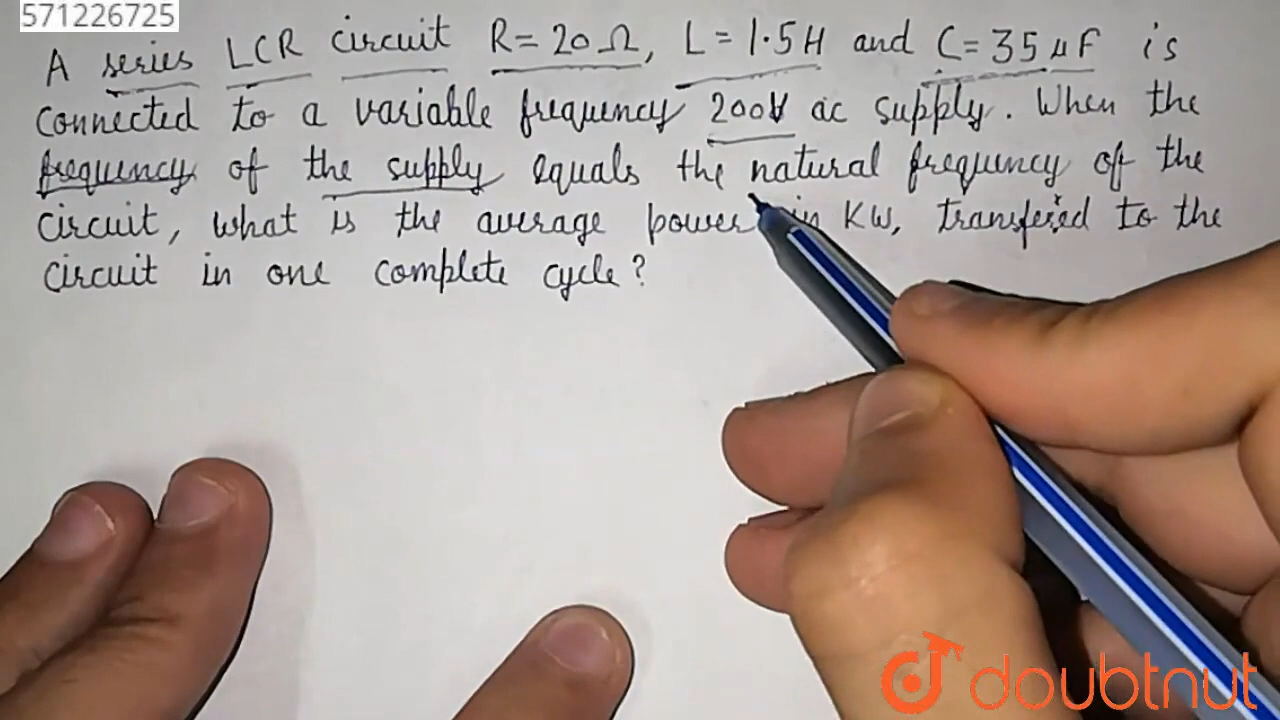 571226725
A series LCR circuit R = 20 Ω, L = 1.5H and C = 35 μF is
connected to a variable frequency 200V ac supply. When the
frequency of the supply equals the natural frequency of the
circuit, what is the average power in KW, transfered to the
circuit in one complete cycle?
doubtnut